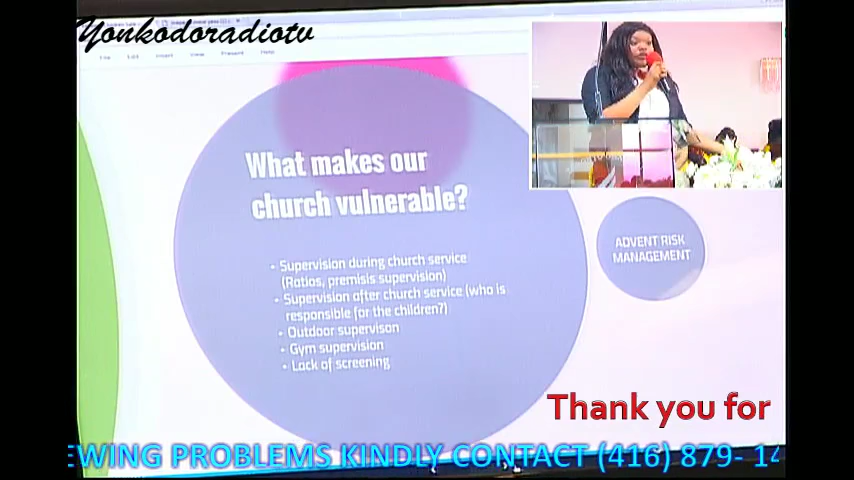 Yonkodoradiotv
What makes our
church vulnerable?
• Supervision during church service
(Ratios, premisis supervision)
• Supervision after church service (who is
responsible for the children?)
• Outdoor supervison
• Gym supervision
• Lack of screening
ADVENT RISK
MANAGEMENT
Thank you for
EWING PROBLEMS KINDLY CONTACT (416) 879- 14